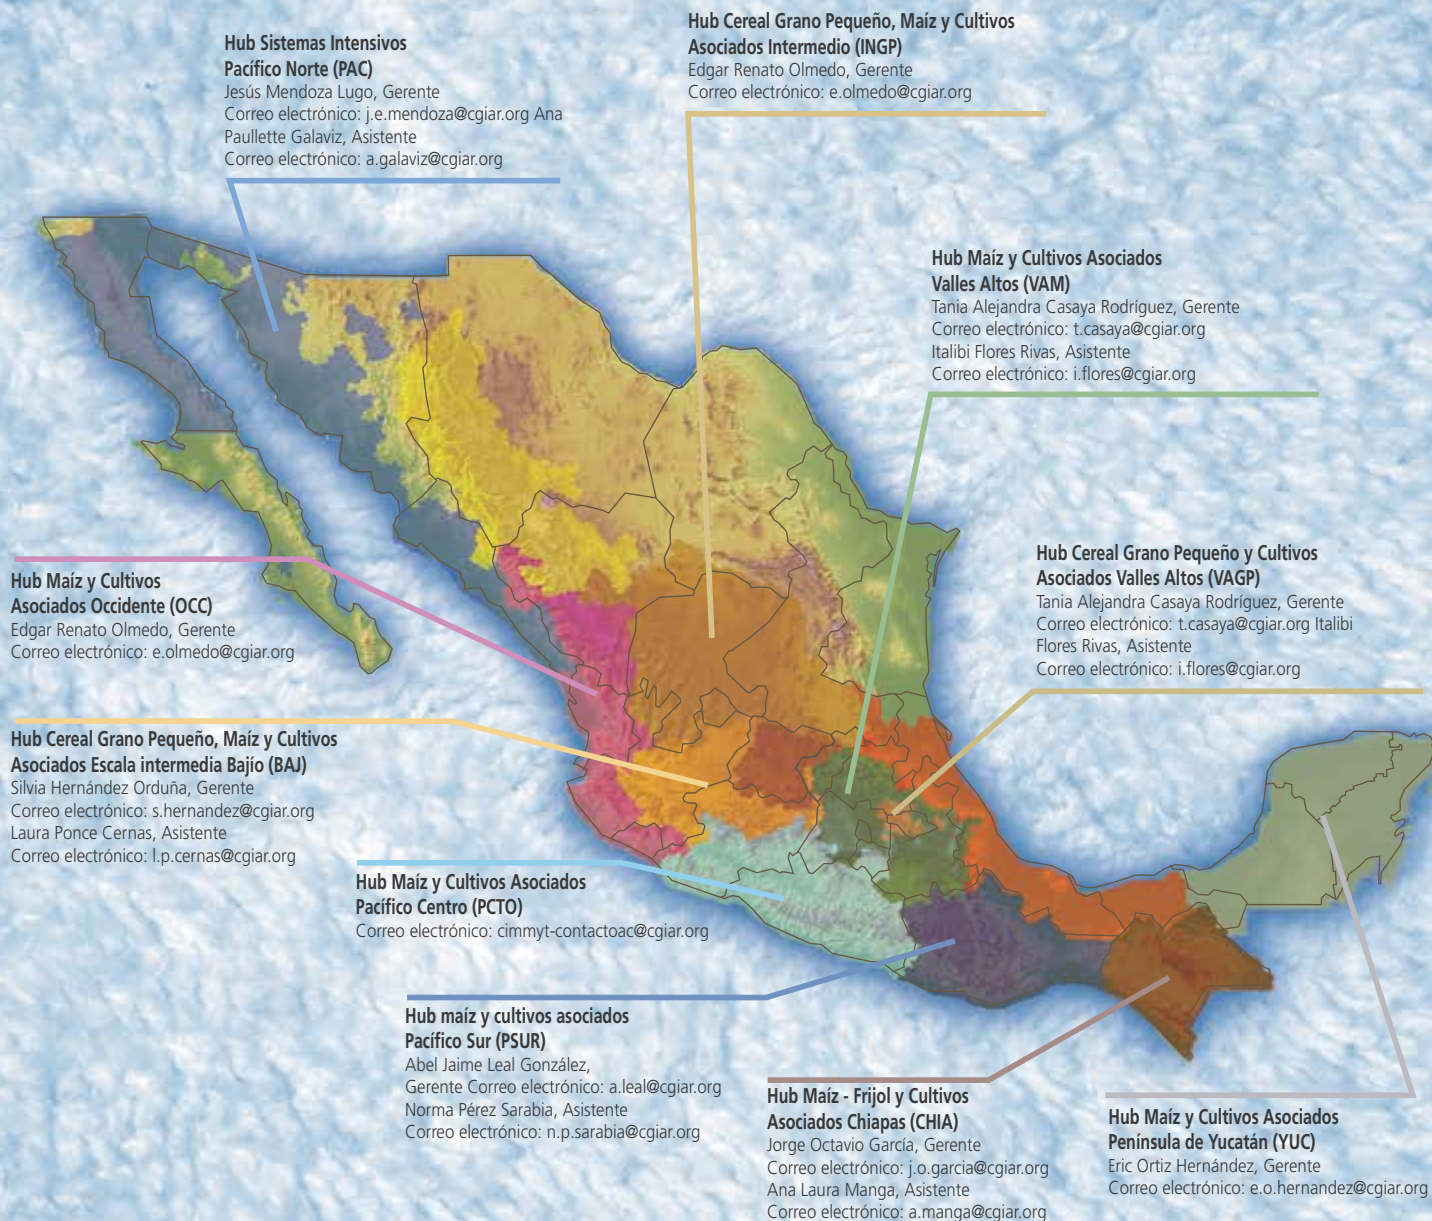 Hub Sistemas Intensivos
Pacífico Norte (PAC)
Jesús Mendoza Lugo, Gerente
Correo electrónico: j.e.mendoza@cgiar.org Ana
Paullette Galaviz, Asistente
Correo electrónico: a.galaviz@cgiar.org
Hub Cereal Grano Pequeño, Maíz y Cultivos
Asociados Intermedio (INGP)
Edgar Renato Olmedo, Gerente
Correo electrónico: e.olmedo@cgiar.org
Hub Maíz y Cultivos Asociados
Valles Altos (VAM)
Tania Alejandra Casaya Rodríguez, Gerente
Correo electrónico: t.casaya@cgiar.org
Italibi Flores Rivas, Asistente
Correo electrónico: i.flores@cgiar.org
Hub Cereal Grano Pequeño y Cultivos
Asociados Valles Altos (VAGP)
Tania Alejandra Casaya Rodríguez, Gerente
Correo electrónico: t.casaya@cgiar.org Italibi
Flores Rivas, Asistente
Correo electrónico: i.flores@cgiar.org
Hub Maíz y Cultivos
Asociados Occidente (OCC)
Edgar Renato Olmedo, Gerente
Correo electrónico: e.olmedo@cgiar.org
Hub Cereal Grano Pequeño, Maíz y Cultivos
Asociados Escala intermedia Bajío (BAJ)
Silvia Hernández Orduña, Gerente
Correo electrónico: s.hernandez@cgiar.org
Laura Ponce Cernas, Asistente
Correo electrónico: l.p.cernas@cgiar.org
Hub Maíz y Cultivos Asociados
Pacífico Centro (PCTO)
Correo electrónico: cimmyt-contactoac@cgiar.org
Hub maíz y cultivos asociados
Pacífico Sur (PSUR)
Abel Jaime Leal González,
Gerente Correo electrónico: a.leal@cgiar.org
Norma Pérez Sarabia, Asistente
Correo electrónico: n.p.sarabia@cgiar.org
Hub Maíz - Frijol y Cultivos
Asociados Chiapas (CHIA)
Jorge Octavio García, Gerente
Correo electrónico: j.o.garcia@cgiar.org
Ana Laura Manga, Asistente
Correo electrónico: a.manga@cgiar.org
Hub Maíz y Cultivos Asociados
Península de Yucatán (YUC)
Eric Ortiz Hernández, Gerente
Correo electrónico: e.o.hernandez@cgiar.org